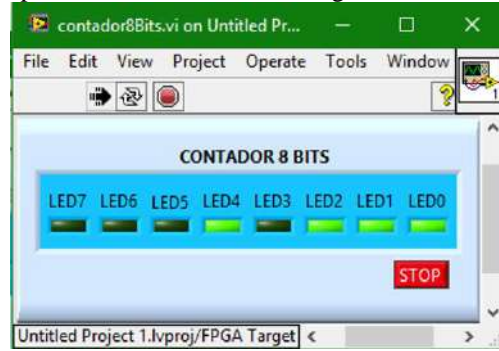 contador8Bits.vi on Untitled Pr...
File Edit View Project Operate Tools Window
1
CONTADOR 8 BITS
LED7 LED6 LED5 LED4 LED3 LED2 LED1 LED0
STOP
Untitled Project 1.lvproj/FPGA Target